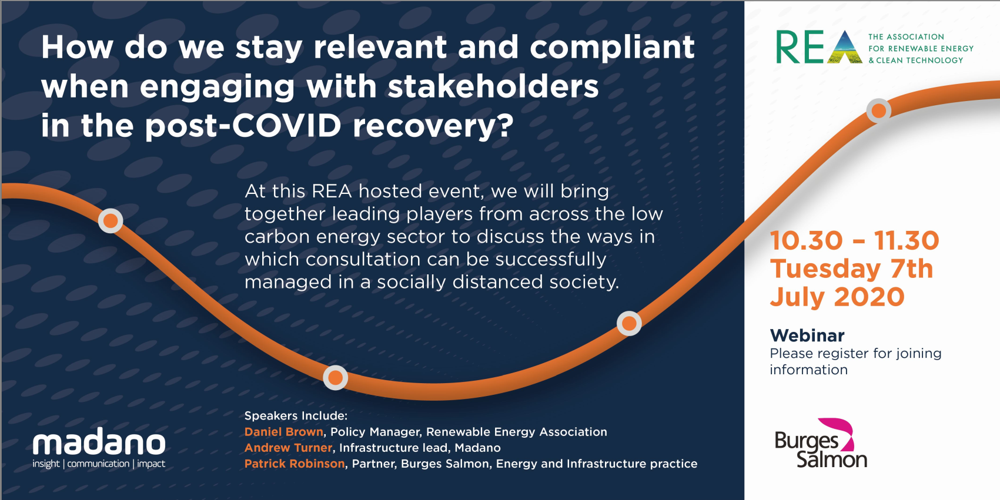 How do we stay relevant and compliant
when engaging with stakeholders
in the post-COVID recovery?
At this REA hosted event, we will bring
together leading players from across the low
carbon energy sector to discuss the ways in
which consultation can be successfully
managed in a socially distanced society.
Speakers Include:
Daniel Brown, Policy Manager, Renewable Energy Association
Andrew Turner, Infrastructure lead, Madano
Patrick Robinson, Partner, Burges Salmon, Energy and Infrastructure practice
madano
insight | communication | impact
REA
THE ASSOCIATION
FOR RENEWABLE ENERGY
& CLEAN TECHNOLOGY
10.30 – 11.30
Tuesday 7th
July 2020
Webinar
Please register for joining
information
Burges
Salmon